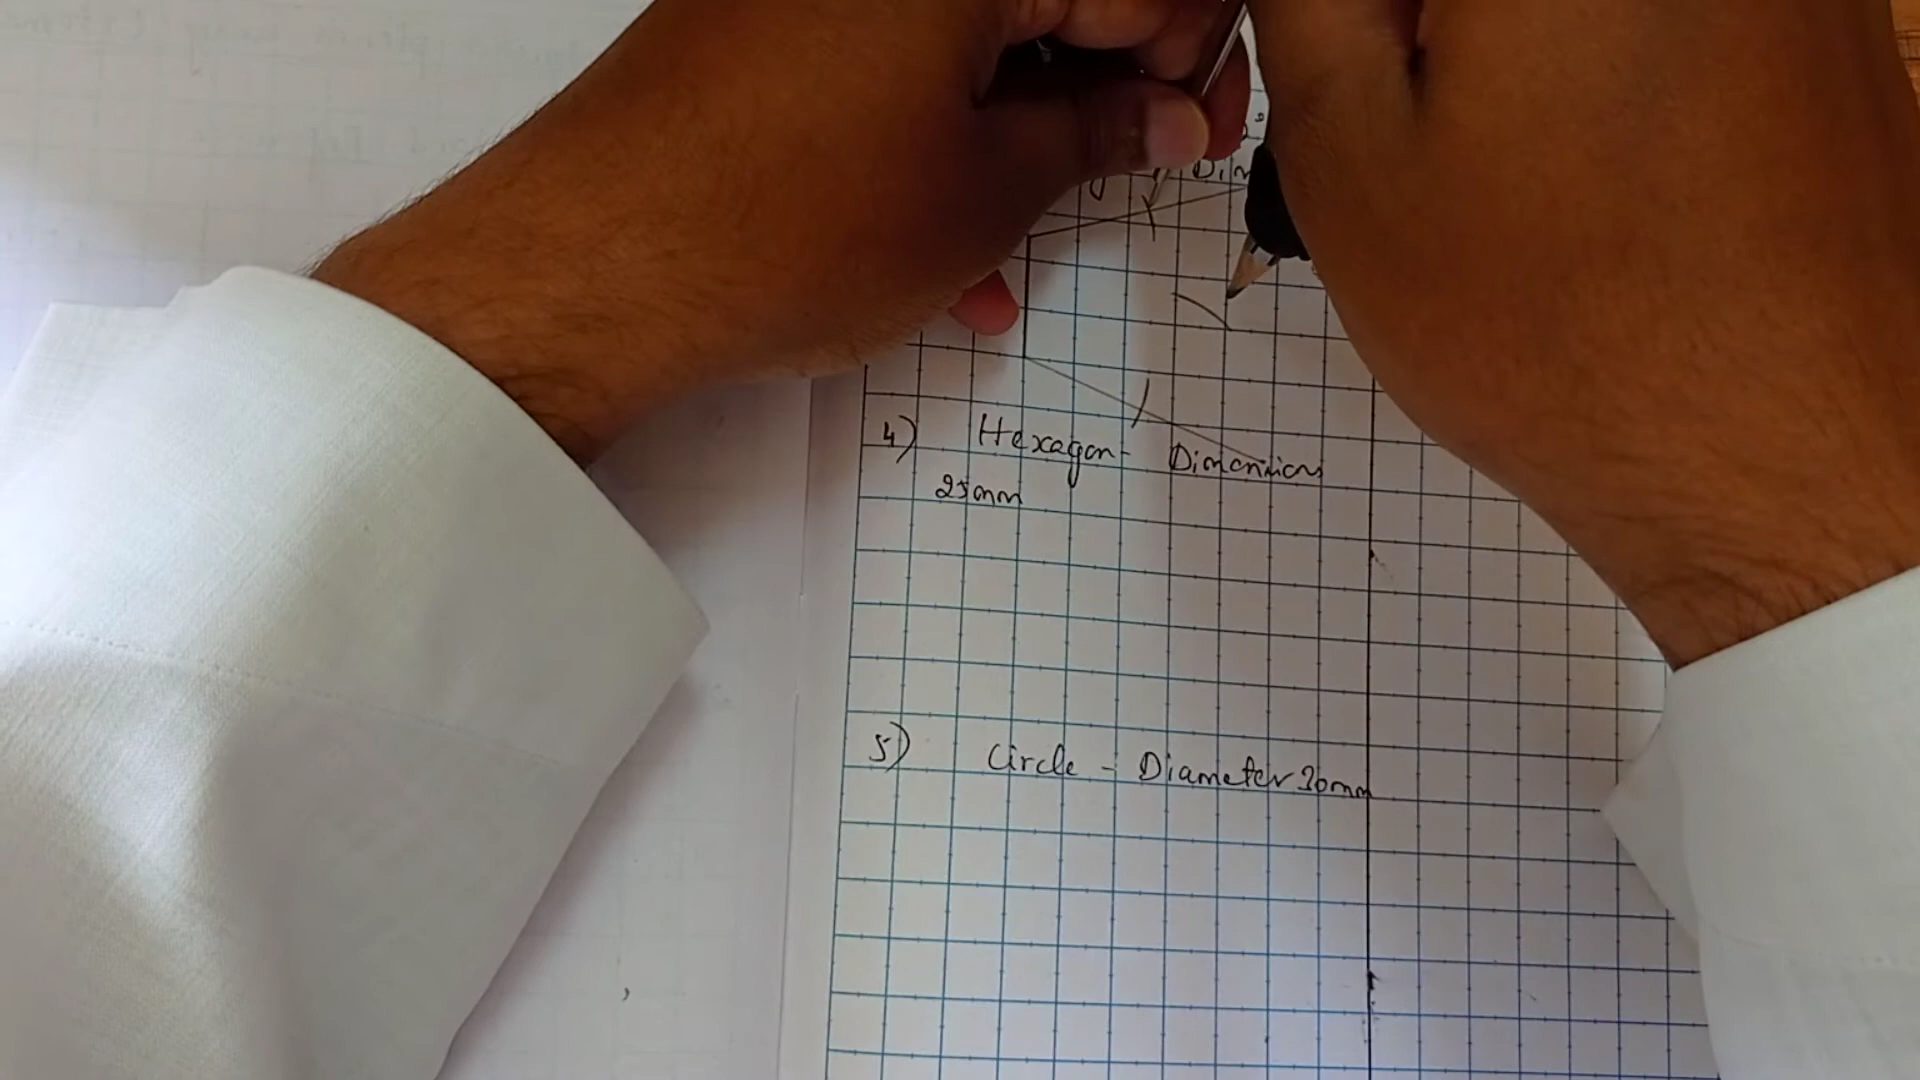 4) Hexagon - Dimensions
25mm
5) Circle - Diameter 30mm